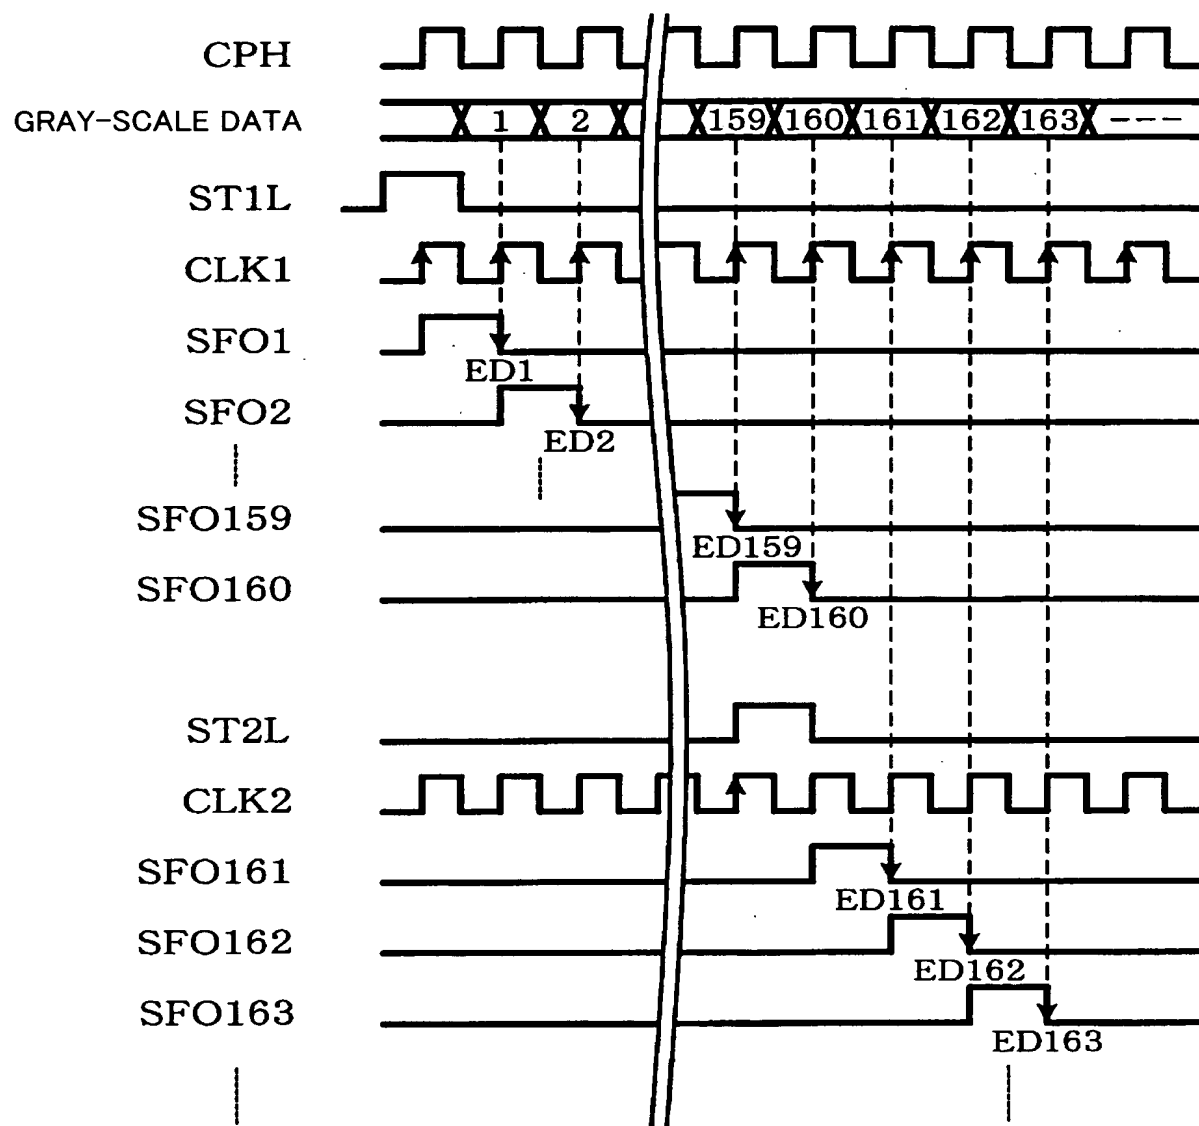 CPH
GRAY-SCALE DATA 1 2 159 160 161 162 163 ---
ST1L
CLK1
SFO1
ED1
SFO2
ED2
SFO159
ED159
SFO160
ED160
ST2L
CLK2
SFO161
ED161
SFO162
ED162
SFO163
ED163